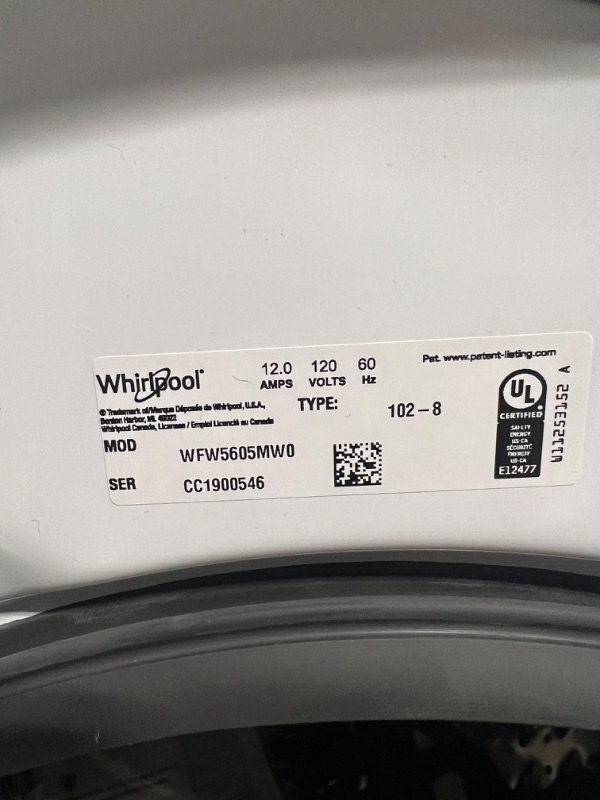 Whirlpool®
12.0 120 60
AMPS VOLTS Hz
Pat. www.patent-listing.com
® Trademark of/Marque Déposée de Whirlpool, U.S.A.,
Benton Harbor, MI. 49022
Whirlpool Canada, Licensee / Emploi Licencié au Canada
TYPE: 102-8
MOD WFW5605MW0
SER CC1900546
UL
CERTIFIED
SAFETY
ENERGY
US-CA
SÉCURITÉ
ÉNERGIE
US-CA
E12477
W11253152 A